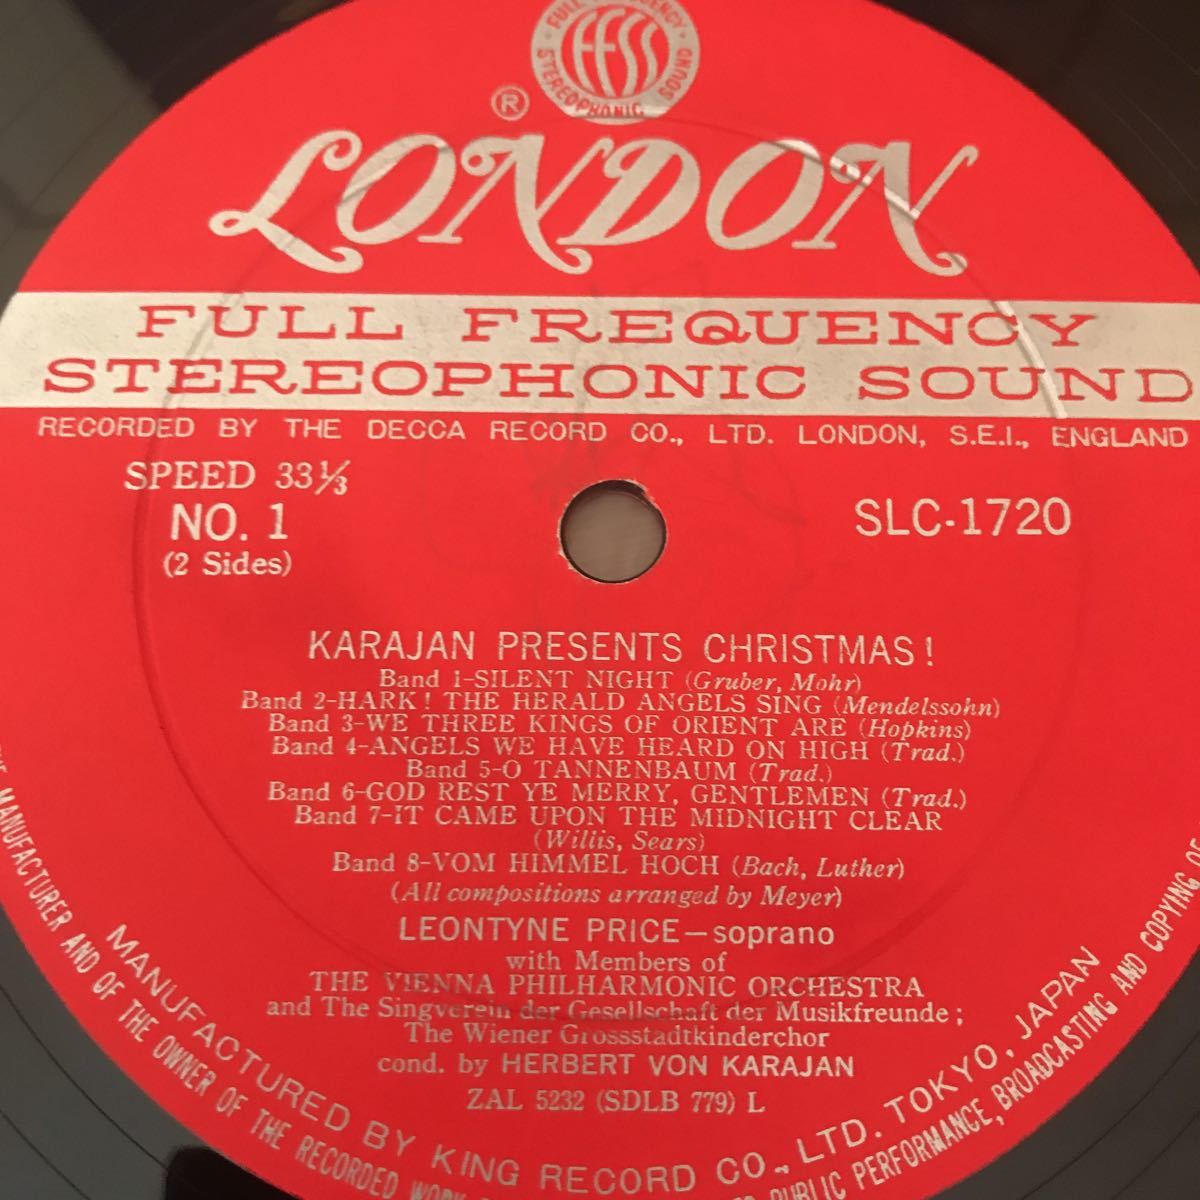 FULL FREQUENCY
STEREOPHONIC SOUND
®
LONDON
FULL FREQUENCY
STEREOPHONIC SOUND
RECORDED BY THE DECCA RECORD CO., LTD. LONDON, S.E.I., ENGLAND
SPEED 33⅓
NO. 1
(2 Sides)
SLC-1720
KARAJAN PRESENTS CHRISTMAS!
Band 1-SILENT NIGHT (Gruber, Mohr)
Band 2-HARK! THE HERALD ANGELS SING (Mendelssohn)
Band 3-WE THREE KINGS OF ORIENT ARE (Hopkins)
Band 4-ANGELS WE HAVE HEARD ON HIGH (Trad.)
Band 5-O TANNENBAUM (Trad.)
Band 6-GOD REST YE MERRY, GENTLEMEN (Trad.)
Band 7-IT CAME UPON THE MIDNIGHT CLEAR
(Willis, Sears)
Band 8-VOM HIMMEL HOCH (Bach, Luther)
(All compositions arranged by Meyer)
LEONTYNE PRICE—soprano
with Members of
THE VIENNA PHILHARMONIC ORCHESTRA
and The Singverein der Gesellschaft der Musikfreunde;
The Wiener Grossstadtkinderchor
cond. by HERBERT VON KARAJAN
ZAL 5232 (SDLB 779) L
MANUFACTURED BY KING RECORD CO., LTD. TOKYO, JAPAN
MANUFACTURER AND OF THE OWNER OF THE RECORDED WORK
PUBLIC PERFORMANCE, BROADCASTING AND COPYING OF